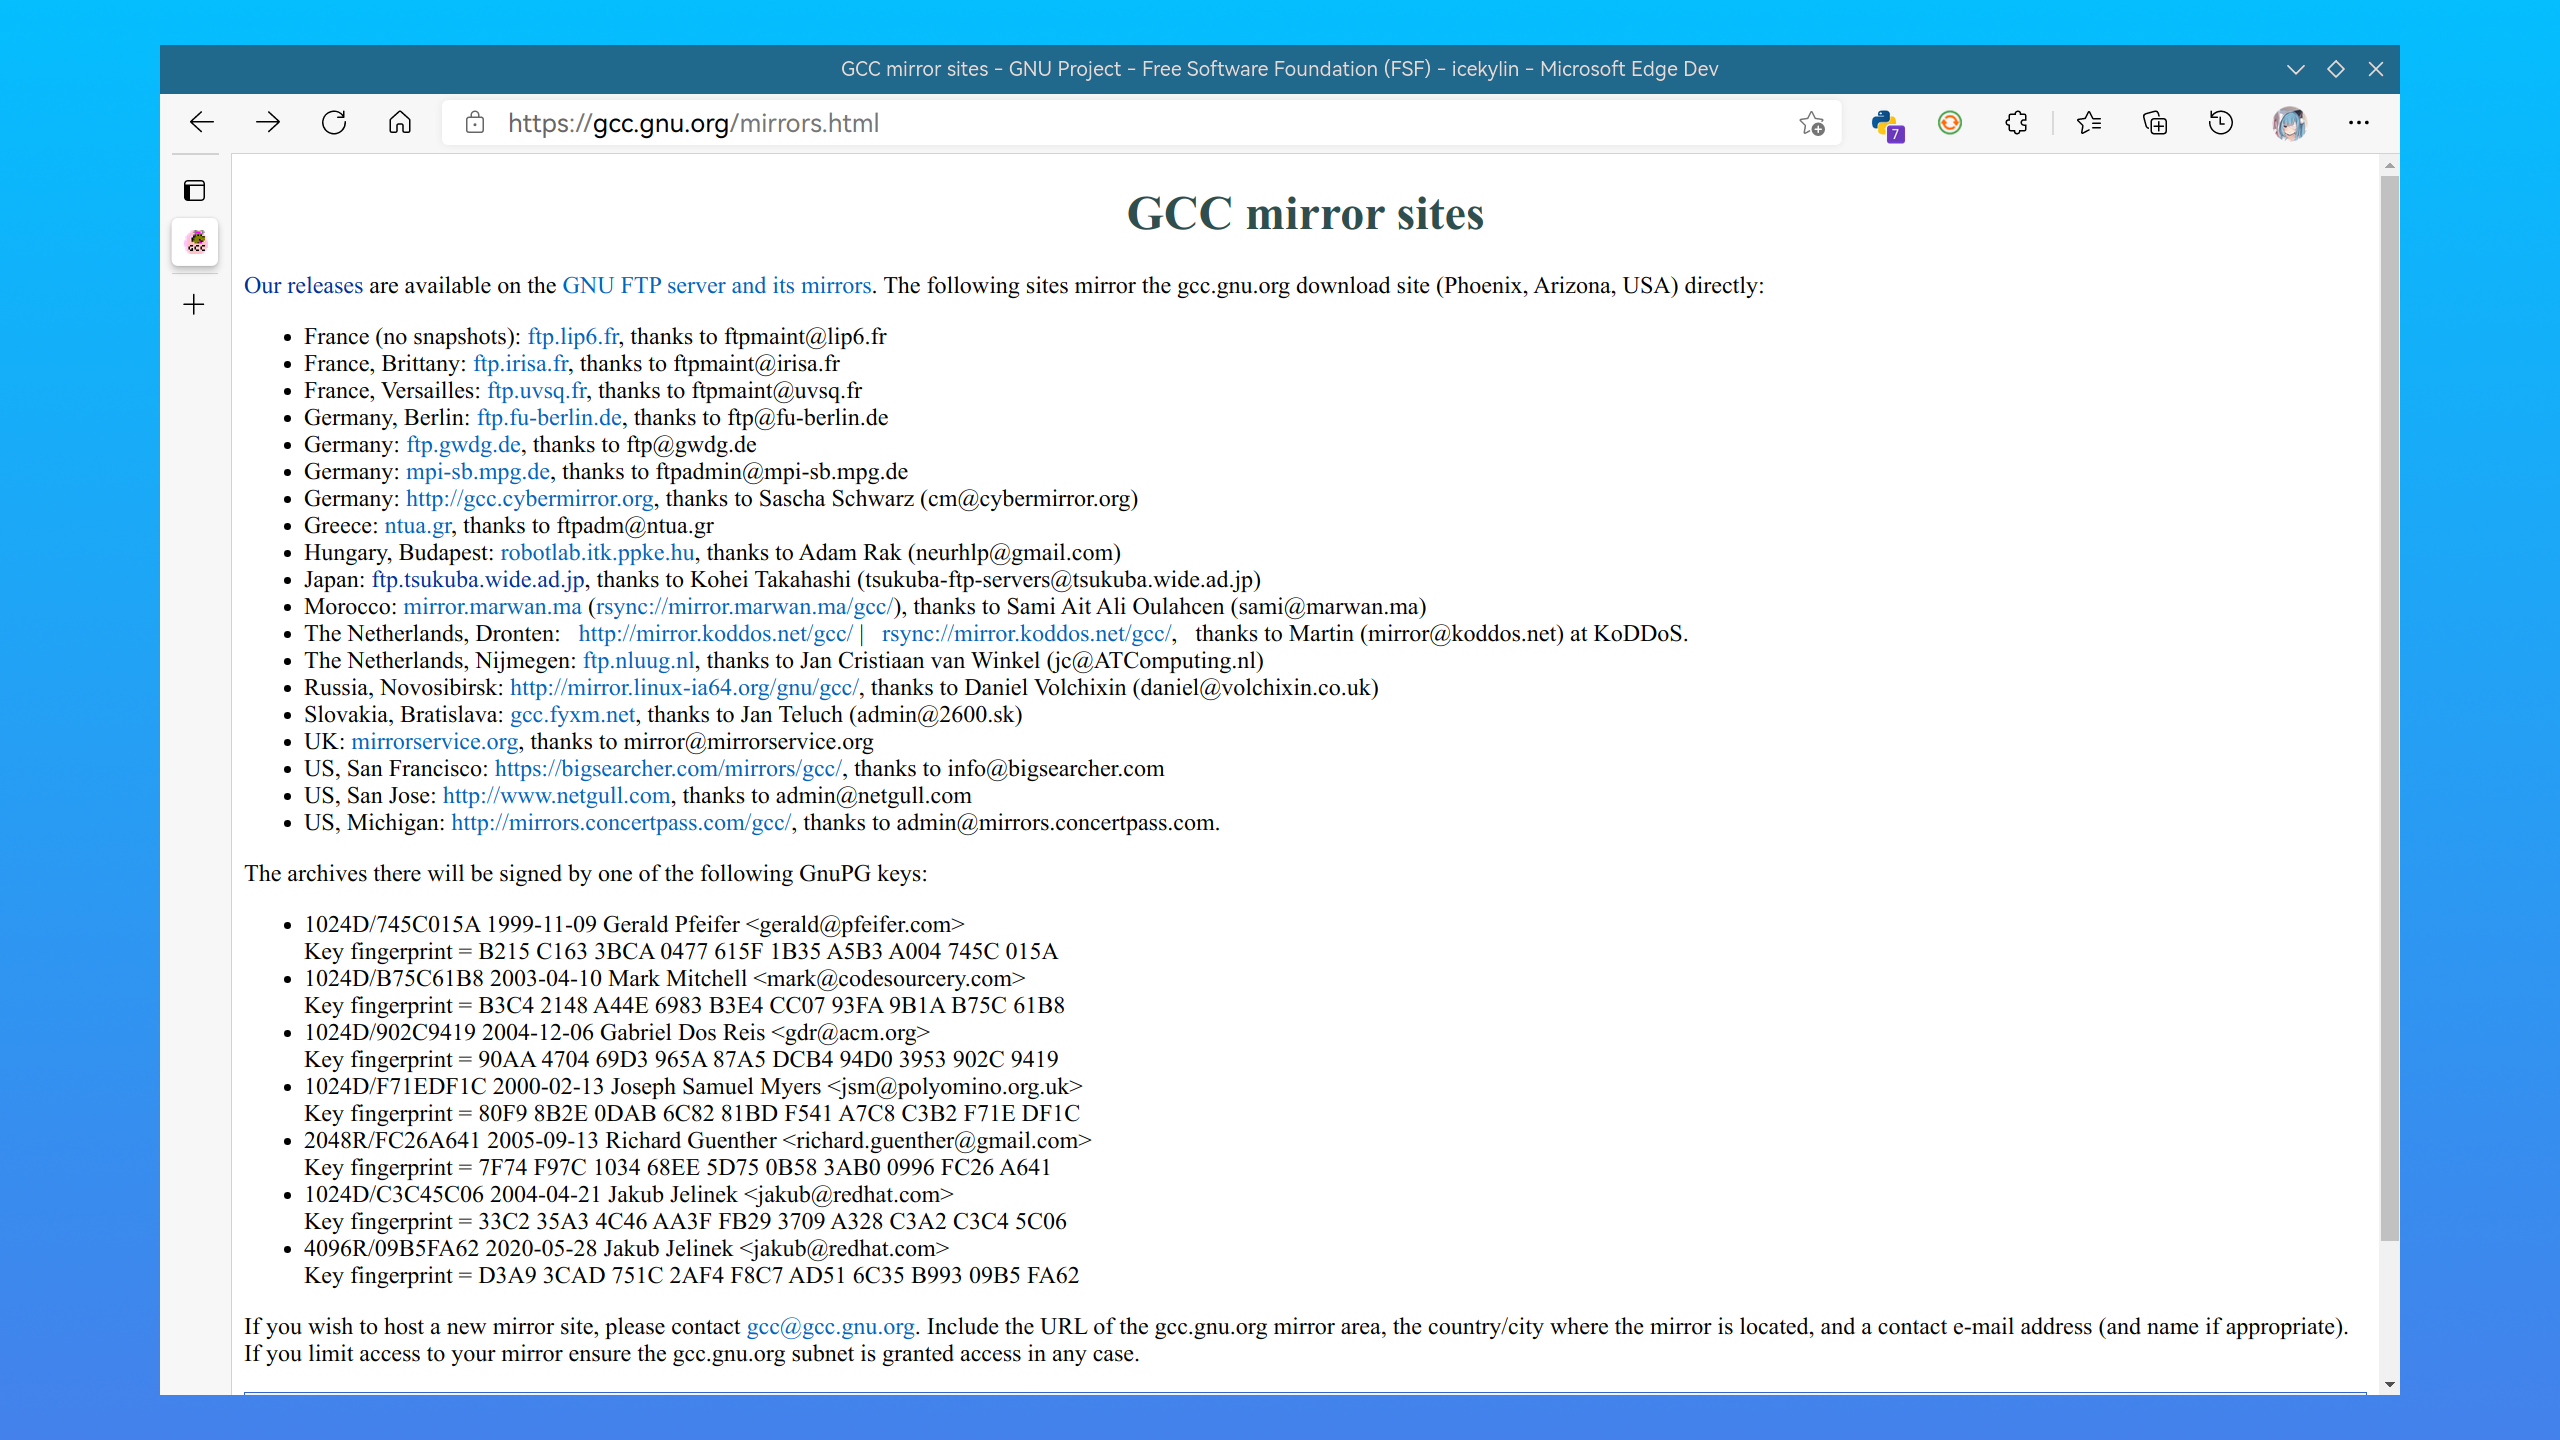 GCC mirror sites - GNU Project - Free Software Foundation (FSF) - icekylin - Microsoft Edge Dev
https://gcc.gnu.org/mirrors.html
7
GCC
GCC mirror sites
Our releases are available on the GNU FTP server and its mirrors. The following sites mirror the gcc.gnu.org download site (Phoenix, Arizona, USA) directly:
• France (no snapshots): ftp.lip6.fr, thanks to ftpmaint@lip6.fr
• France, Brittany: ftp.irisa.fr, thanks to ftpmaint@irisa.fr
• France, Versailles: ftp.uvsq.fr, thanks to ftpmaint@uvsq.fr
• Germany, Berlin: ftp.fu-berlin.de, thanks to ftp@fu-berlin.de
• Germany: ftp.gwdg.de, thanks to ftp@gwdg.de
• Germany: mpi-sb.mpg.de, thanks to ftpadmin@mpi-sb.mpg.de
• Germany: http://gcc.cybermirror.org, thanks to Sascha Schwarz (cm@cybermirror.org)
• Greece: ntua.gr, thanks to ftpadm@ntua.gr
• Hungary, Budapest: robotlab.itk.ppke.hu, thanks to Adam Rak (neurhlp@gmail.com)
• Japan: ftp.tsukuba.wide.ad.jp, thanks to Kohei Takahashi (tsukuba-ftp-servers@tsukuba.wide.ad.jp)
• Morocco: mirror.marwan.ma (rsync://mirror.marwan.ma/gcc/), thanks to Sami Ait Ali Oulahcen (sami@marwan.ma)
• The Netherlands, Dronten: http://mirror.koddos.net/gcc/ | rsync://mirror.koddos.net/gcc/, thanks to Martin (mirror@koddos.net) at KoDDoS.
• The Netherlands, Nijmegen: ftp.nluug.nl, thanks to Jan Cristiaan van Winkel (jc@ATComputing.nl)
• Russia, Novosibirsk: http://mirror.linux-ia64.org/gnu/gcc/, thanks to Daniel Volchixin (daniel@volchixin.co.uk)
• Slovakia, Bratislava: gcc.fyxm.net, thanks to Jan Teluch (admin@2600.sk)
• UK: mirrorservice.org, thanks to mirror@mirrorservice.org
• US, San Francisco: https://bigsearcher.com/mirrors/gcc/, thanks to info@bigsearcher.com
• US, San Jose: http://www.netgull.com, thanks to admin@netgull.com
• US, Michigan: http://mirrors.concertpass.com/gcc/, thanks to admin@mirrors.concertpass.com.
The archives there will be signed by one of the following GnuPG keys:
• 1024D/745C015A 1999-11-09 Gerald Pfeifer <gerald@pfeifer.com>
Key fingerprint = B215 C163 3BCA 0477 615F 1B35 A5B3 A004 745C 015A
• 1024D/B75C61B8 2003-04-10 Mark Mitchell <mark@codesourcery.com>
Key fingerprint = B3C4 2148 A44E 6983 B3E4 CC07 93FA 9B1A B75C 61B8
• 1024D/902C9419 2004-12-06 Gabriel Dos Reis <gdr@acm.org>
Key fingerprint = 90AA 4704 69D3 965A 87A5 DCB4 94D0 3953 902C 9419
• 1024D/F71EDF1C 2000-02-13 Joseph Samuel Myers <jsm@polyomino.org.uk>
Key fingerprint = 80F9 8B2E 0DAB 6C82 81BD F541 A7C8 C3B2 F71E DF1C
• 2048R/FC26A641 2005-09-13 Richard Guenther <richard.guenther@gmail.com>
Key fingerprint = 7F74 F97C 1034 68EE 5D75 0B58 3AB0 0996 FC26 A641
• 1024D/C3C45C06 2004-04-21 Jakub Jelinek <jakub@redhat.com>
Key fingerprint = 33C2 35A3 4C46 AA3F FB29 3709 A328 C3A2 C3C4 5C06
• 4096R/09B5FA62 2020-05-28 Jakub Jelinek <jakub@redhat.com>
Key fingerprint = D3A9 3CAD 751C 2AF4 F8C7 AD51 6C35 B993 09B5 FA62
If you wish to host a new mirror site, please contact gcc@gcc.gnu.org. Include the URL of the gcc.gnu.org mirror area, the country/city where the mirror is located, and a contact e-mail address (and name if appropriate).
If you limit access to your mirror ensure the gcc.gnu.org subnet is granted access in any case.